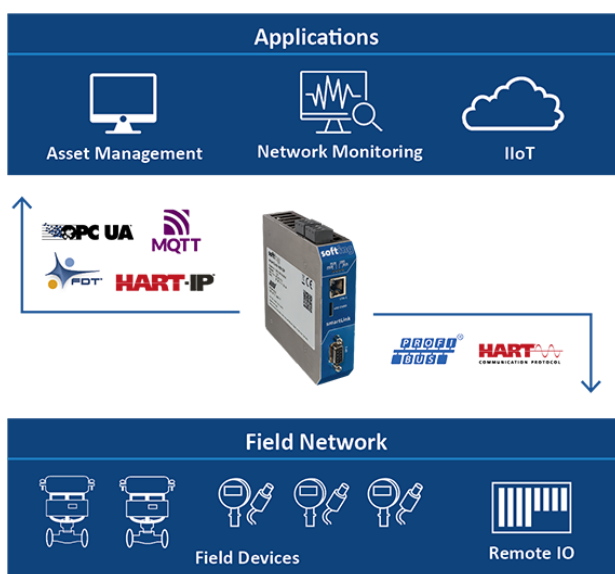 Applications
Asset Management
Network Monitoring
IIoT
OPC UA
MQTT
FDT
HART-IP
softing
smartLink
PROFI
BUS
HART
COMMUNICATION PROTOCOL
Field Network
Field Devices
Remote IO